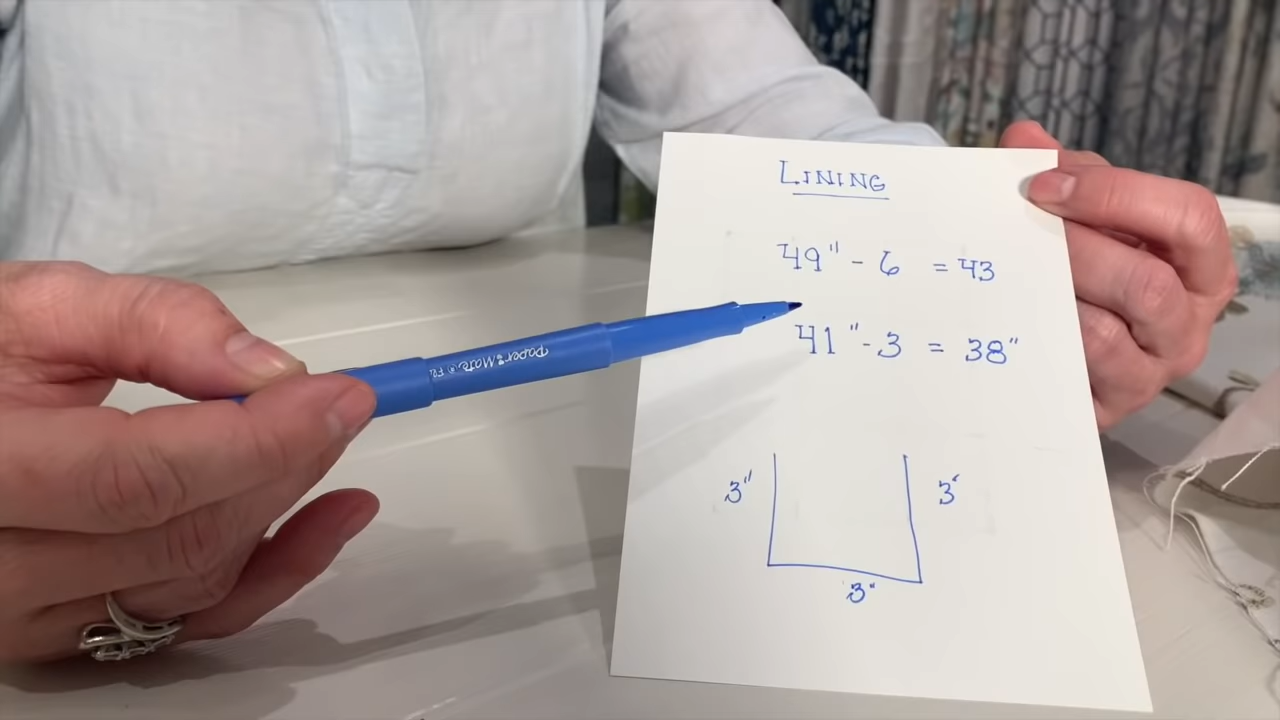 LINING
49" - 6 = 43
41" - 3 = 38"
3" 3"
3"
Paper Mate